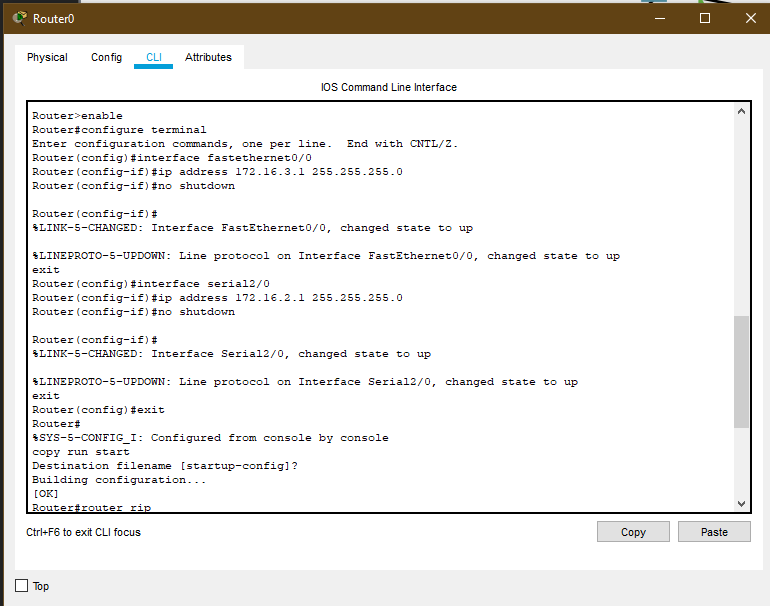 Router0
Physical Config CLI Attributes
IOS Command Line Interface
Router>enable
Router#configure terminal
Enter configuration commands, one per line.  End with CNTL/Z.
Router(config)#interface fastethernet0/0
Router(config-if)#ip address 172.16.3.1 255.255.255.0
Router(config-if)#no shutdown
Router(config-if)#
%LINK-5-CHANGED: Interface FastEthernet0/0, changed state to up
%LINEPROTO-5-UPDOWN: Line protocol on Interface FastEthernet0/0, changed state to up
exit
Router(config)#interface serial2/0
Router(config-if)#ip address 172.16.2.1 255.255.255.0
Router(config-if)#no shutdown
Router(config-if)#
%LINK-5-CHANGED: Interface Serial2/0, changed state to up
%LINEPROTO-5-UPDOWN: Line protocol on Interface Serial2/0, changed state to up
exit
Router(config)#exit
Router#
%SYS-5-CONFIG_I: Configured from console by console
copy run start
Destination filename [startup-config]?
Building configuration...
[OK]
Router#router rip
Ctrl+F6 to exit CLI focus
Copy Paste
Top